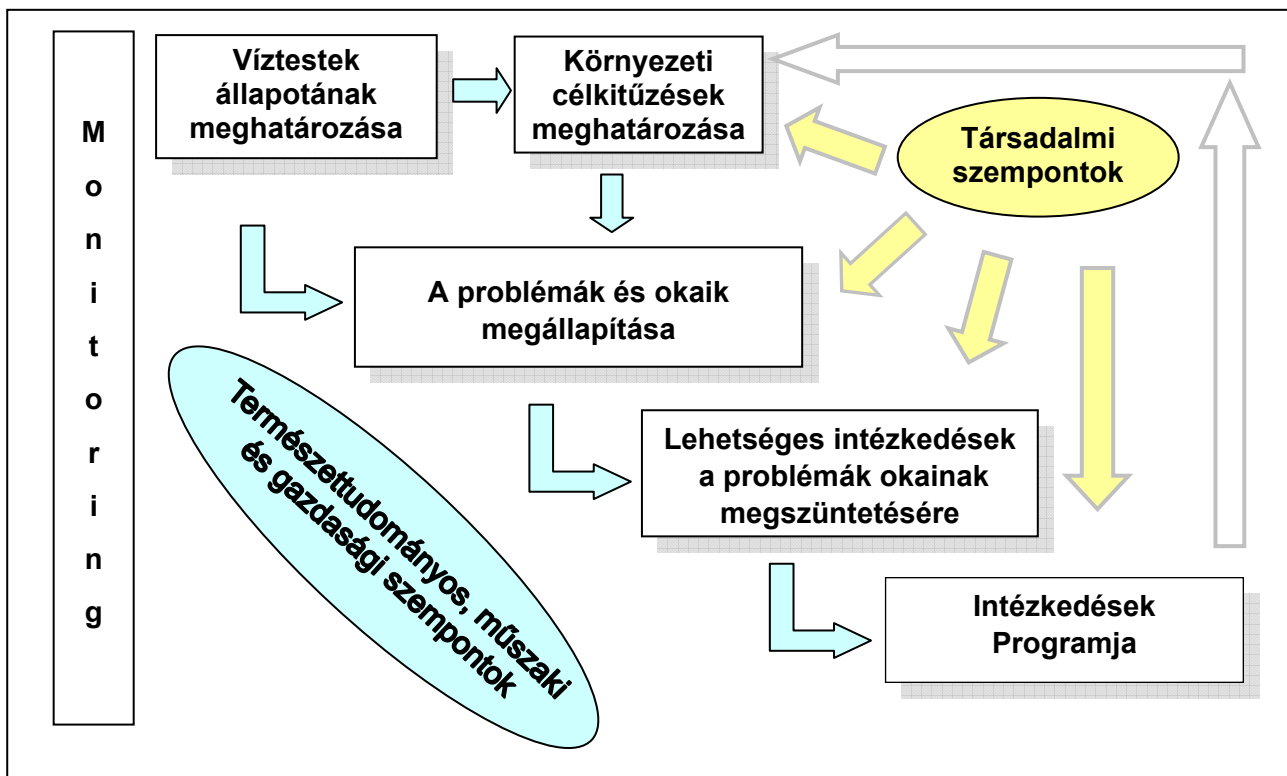 M
o
n
i
t
o
r
i
n
g
Víztestek
állapotának
meghatározása
Környezeti
célkitűzések
meghatározása
Társadalmi
szempontok
A problémák és okaik
megállapítása
Természettudományos, műszaki
és gazdasági szempontok
Lehetséges intézkedések
a problémák okainak
megszüntetésére
Intézkedések
Programja